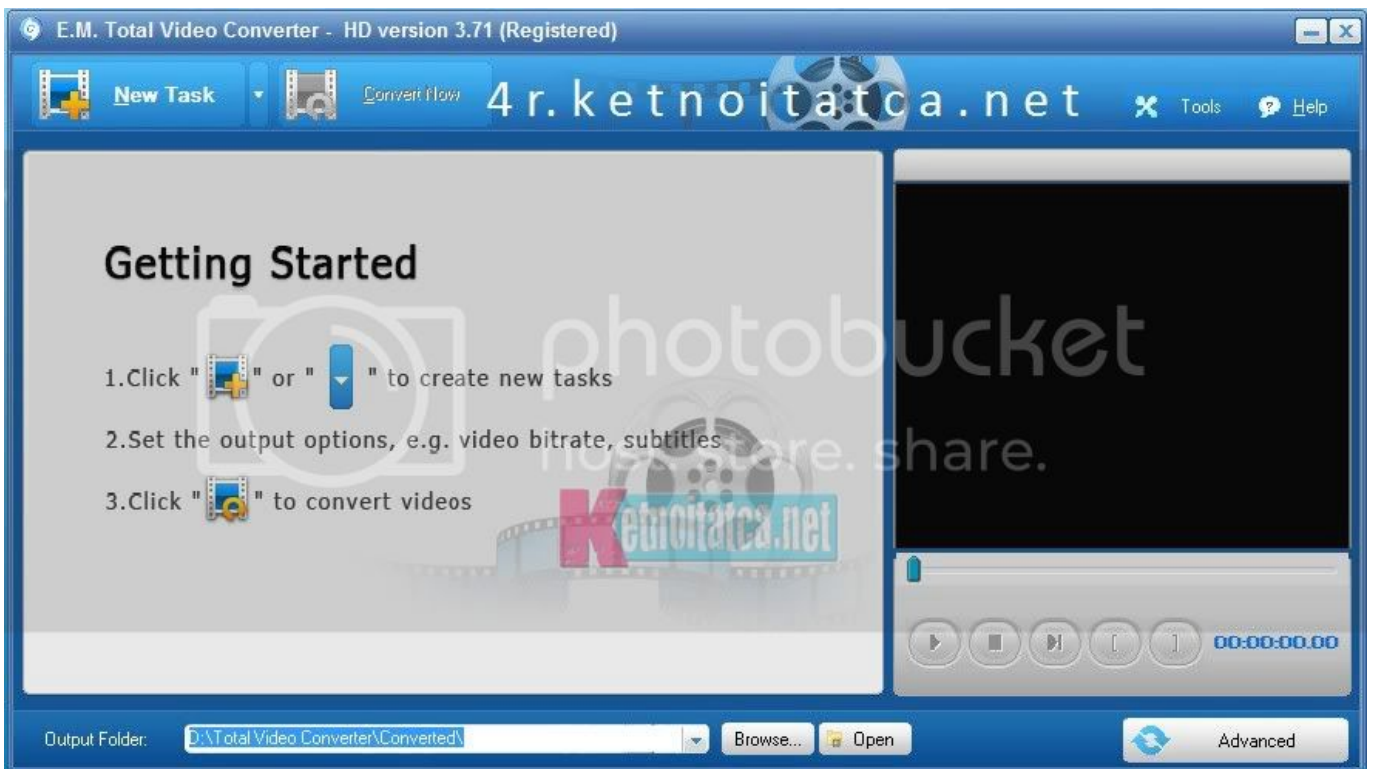 E.M. Total Video Converter - HD version 3.71 (Registered)
New Task
Convert Now
4r.ketnoitatca.net
Tools
Help
Getting Started
photobucket
1.Click " " or " " to create new tasks
2.Set the output options, e.g. video bitrate, subtitles
host. store. share.
3.Click " " to convert videos
Ketnoitatca.net
[ ]
00:00:00.00
Output Folder: D:\Total Video Converter\Converted\ Browse... Open Advanced